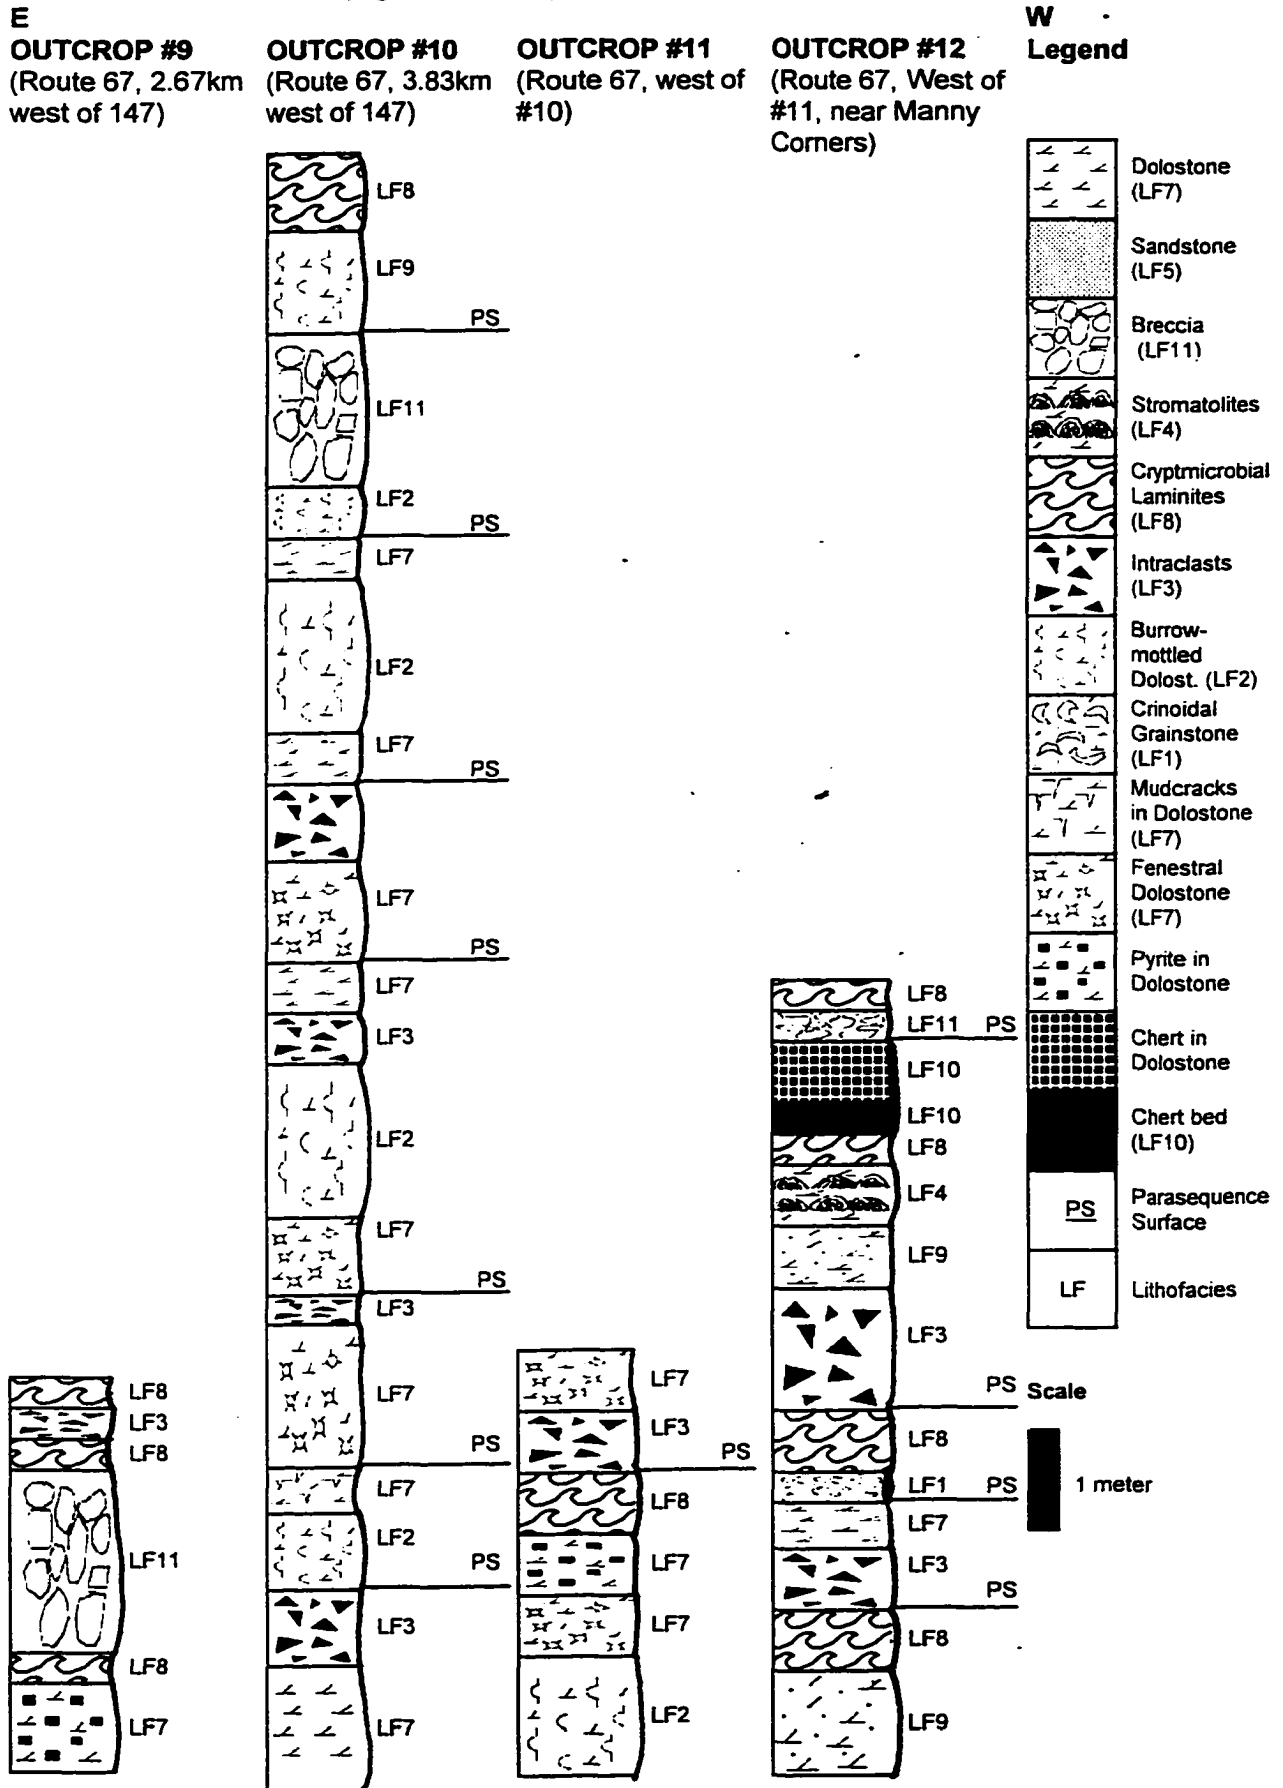 E
OUTCROP #9
(Route 67, 2.67km
west of 147)
LF8
LF3
LF8
LF11
LF8
LF7
OUTCROP #10
(Route 67, 3.83km
west of 147)
LF8
LF9
PS
LF11
LF2
PS
LF7
LF2
LF7
PS
LF7
PS
LF7
LF3
LF2
LF7
PS
LF3
LF7
PS
LF7
LF2
PS
LF3
LF7
OUTCROP #11
(Route 67, west of
#10)
LF7
LF3
PS
LF8
LF7
LF7
LF2
OUTCROP #12
(Route 67, West of
#11, near Manny
Corners)
LF8
LF11 PS
LF10
LF10
LF8
LF4
LF9
LF3
PS
LF8
LF1 PS
LF7
LF3
PS
LF8
LF9
W
Legend
Dolostone
(LF7)
Sandstone
(LF5)
Breccia
(LF11)
Stromatolites
(LF4)
Cryptmicrobial
Laminites
(LF8)
Intraclasts
(LF3)
Burrow-
mottled
Dolost. (LF2)
Crinoidal
Grainstone
(LF1)
Mudcracks
in Dolostone
(LF7)
Fenestral
Dolostone
(LF7)
Pyrite in
Dolostone
Chert in
Dolostone
Chert bed
(LF10)
PS
Parasequence
Surface
LF
Lithofacies
Scale
1 meter